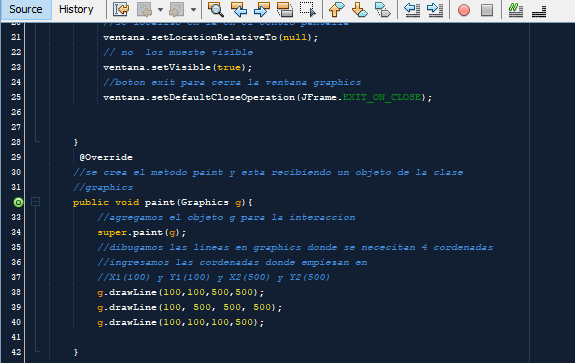 Source History
20 //se localise en la en el centro pantalla
21 ventana.setLocationRelativeTo(null);
22 // no los mueste visible
23 ventana.setVisible(true);
24 //boton exit para cerra la ventana graphics
25 ventana.setDefaultCloseOperation(JFrame.EXIT_ON_CLOSE);
26
27
28 }
29 @Override
30 //se crea el metodo paint y esta recibiendo un objeto de la clase
31 //graphics
public void paint(Graphics g){
33 //agregamos el objeto g para la interaccion
34 super.paint(g);
35 //dibugamos las lineas en graphics donde se nececitan 4 cordenadas
36 //ingresamos las cordenadas donde empiesan en
37 //X1(100) y Y1(100) y X2(500) y Y2(500)
38 g.drawLine(100,100,500,500);
39 g.drawLine(100, 500, 500, 500);
40 g.drawLine(100,100,100,500);
41
42 }